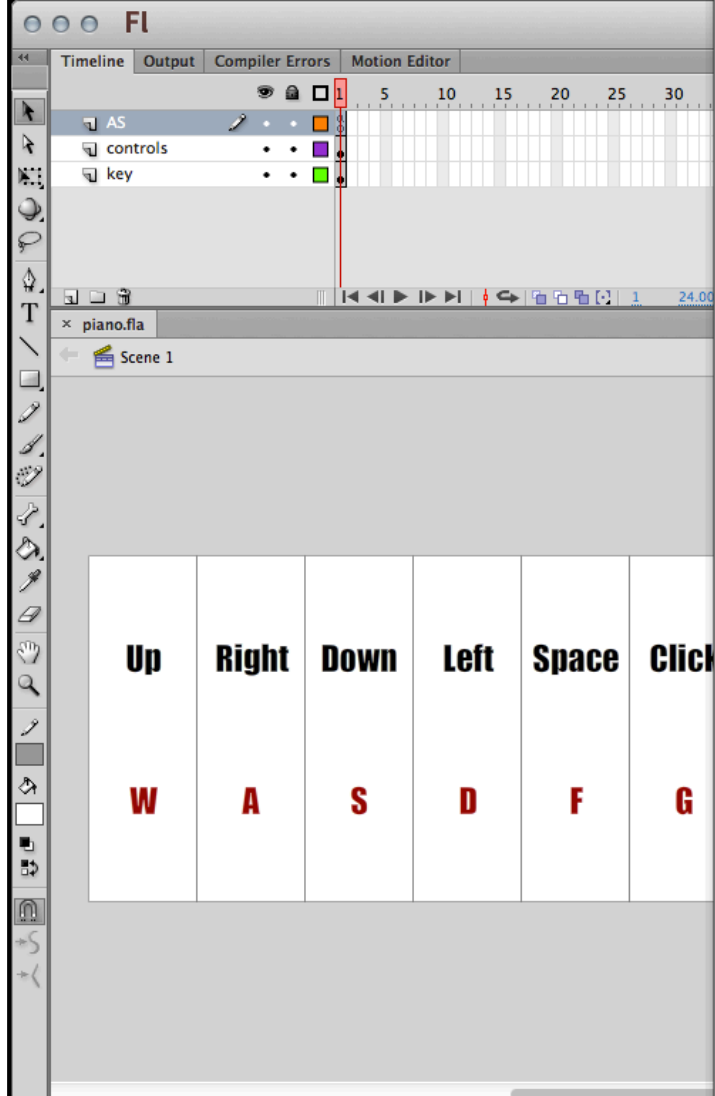 Fl
Timeline Output Compiler Errors Motion Editor
1 5 10 15 20 25 30
AS
controls
key
1 24.00
× piano.fla
Scene 1
T
Up Right Down Left Space Click
W A S D F G